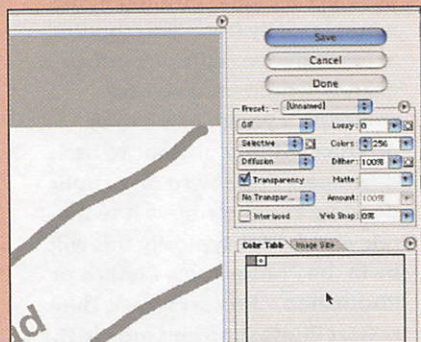 Save
Cancel
Done
Preset: [Unnamed]
GIF Lossy: 0
Selective Colors: 256
Diffusion Dither: 100%
Transparency Matte:
No Transpar... Amount: 100%
Interlaced Web Snap: 0%
Color Table Image Size
ad